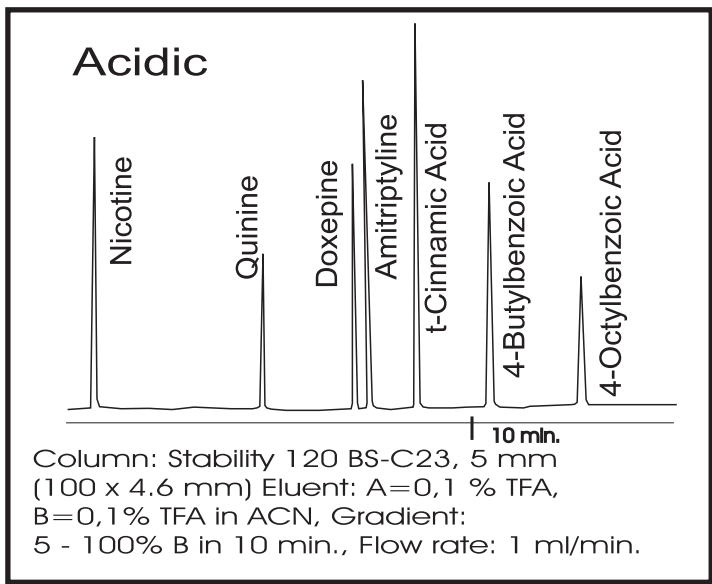 Acidic
Nicotine
Quinine
Doxepine
Amitriptyline
t-Cinnamic Acid
4-Butylbenzoic Acid
4-Octylbenzoic Acid
10 min.
Column: Stability 120 BS-C23, 5 mm
(100 x 4.6 mm) Eluent: A=0,1 % TFA,
B=0,1% TFA in ACN, Gradient:
5 - 100% B in 10 min., Flow rate: 1 ml/min.